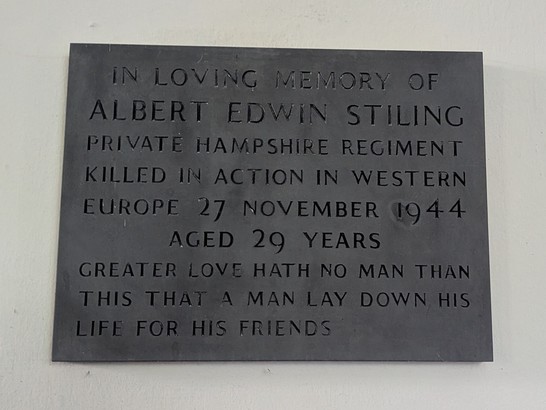 IN LOVING MEMORY OF
ALBERT EDWIN STILING
PRIVATE HAMPSHIRE REGIMENT
KILLED IN ACTION IN WESTERN
EUROPE 27 NOVEMBER 1944
AGED 29 YEARS
GREATER LOVE HATH NO MAN THAN
THIS THAT A MAN LAY DOWN HIS
LIFE FOR HIS FRIENDS